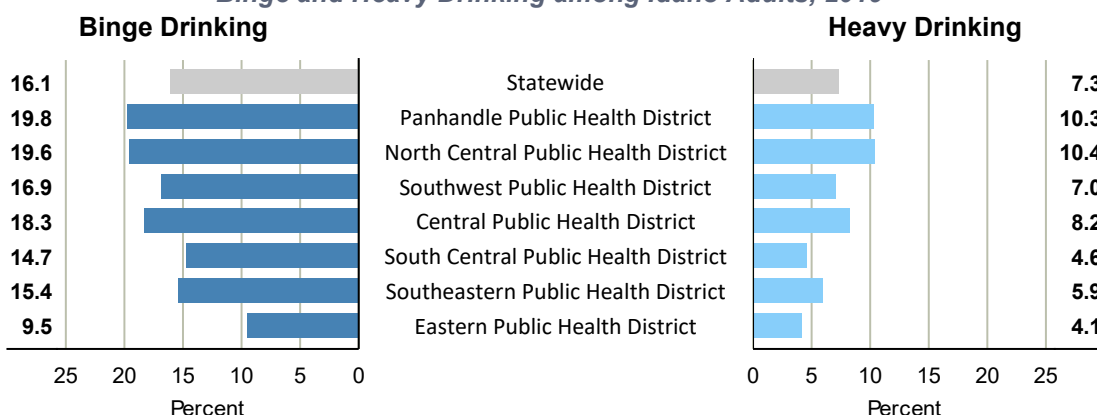 Binge Drinking
Heavy Drinking
16.1 Statewide 7.3
19.8 Panhandle Public Health District 10.3
19.6 North Central Public Health District 10.4
16.9 Southwest Public Health District 7.0
18.3 Central Public Health District 8.2
14.7 South Central Public Health District 4.6
15.4 Southeastern Public Health District 5.9
9.5 Eastern Public Health District 4.1
25 20 15 10 5 0 0 5 10 15 20 25
Percent Percent